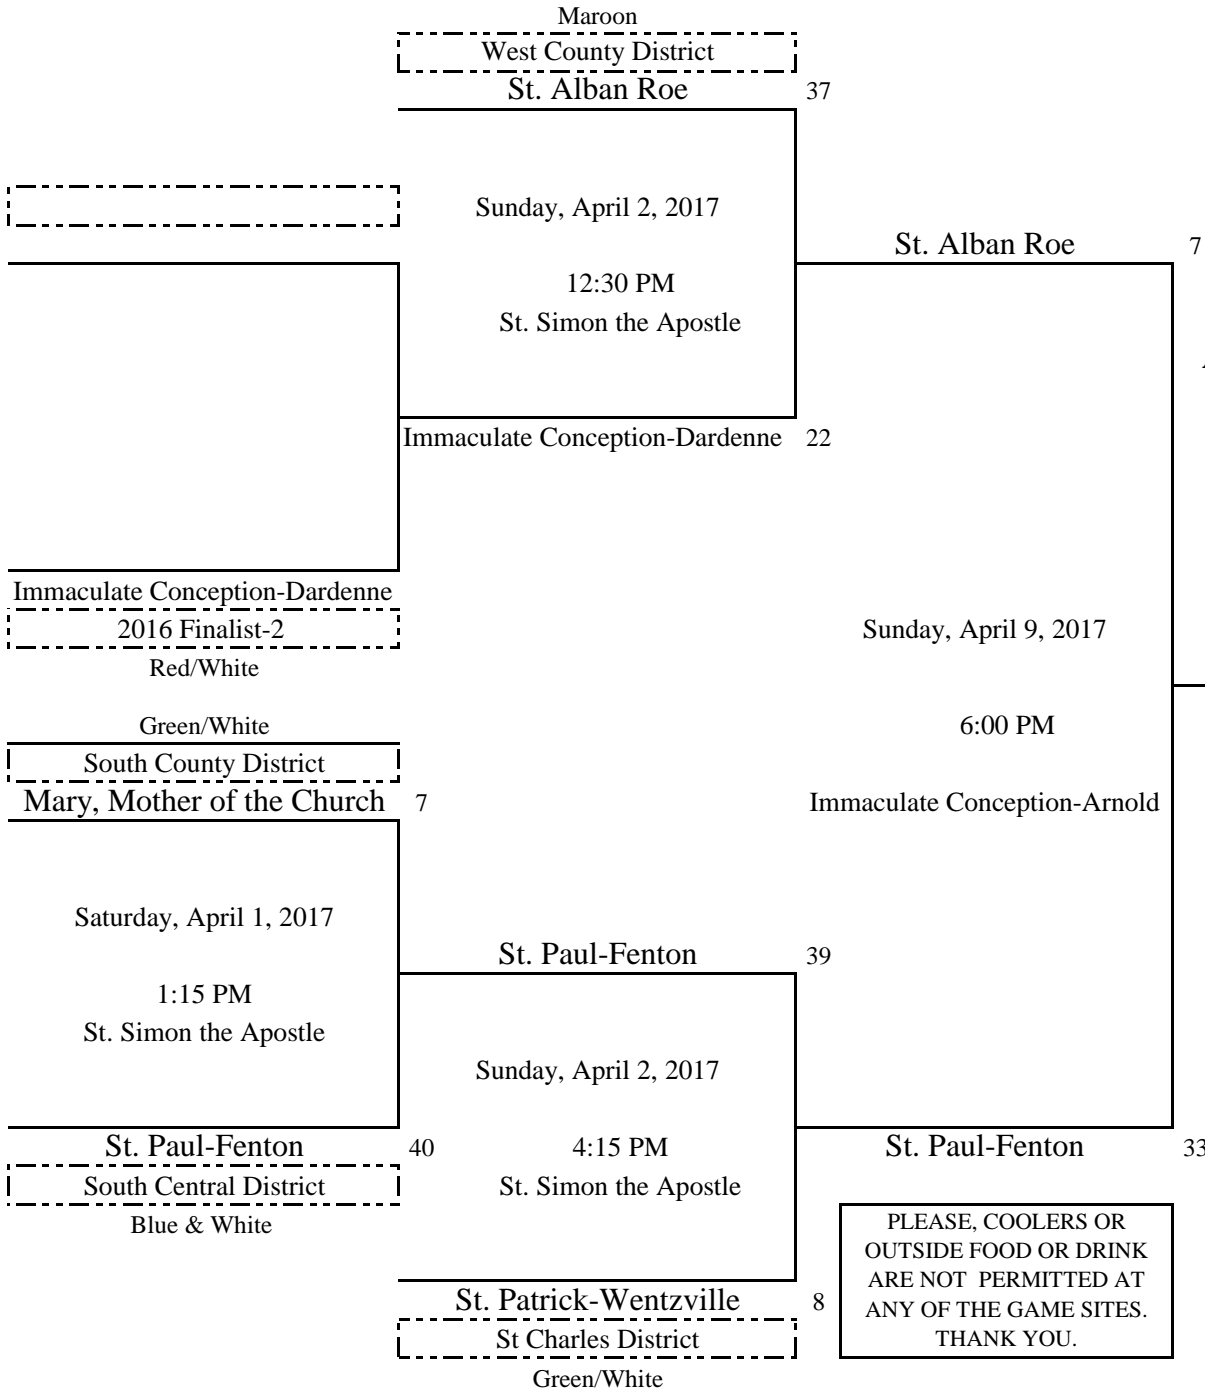 Maroon
West County District
St. Alban Roe 37
Sunday, April 2, 2017
St. Alban Roe 7
12:30 PM
St. Simon the Apostle
Immaculate Conception-Dardenne 22
Immaculate Conception-Dardenne
2016 Finalist-2
Sunday, April 9, 2017
Red/White
Green/White
6:00 PM
South County District
Mary, Mother of the Church 7
Immaculate Conception-Arnold
Saturday, April 1, 2017
St. Paul-Fenton 39
1:15 PM
St. Simon the Apostle
Sunday, April 2, 2017
St. Paul-Fenton 40
4:15 PM
St. Paul-Fenton 33
South Central District
St. Simon the Apostle
Blue & White
PLEASE, COOLERS OR
OUTSIDE FOOD OR DRINK
ARE NOT PERMITTED AT
ANY OF THE GAME SITES.
THANK YOU.
St. Patrick-Wentzville 8
St Charles District
Green/White